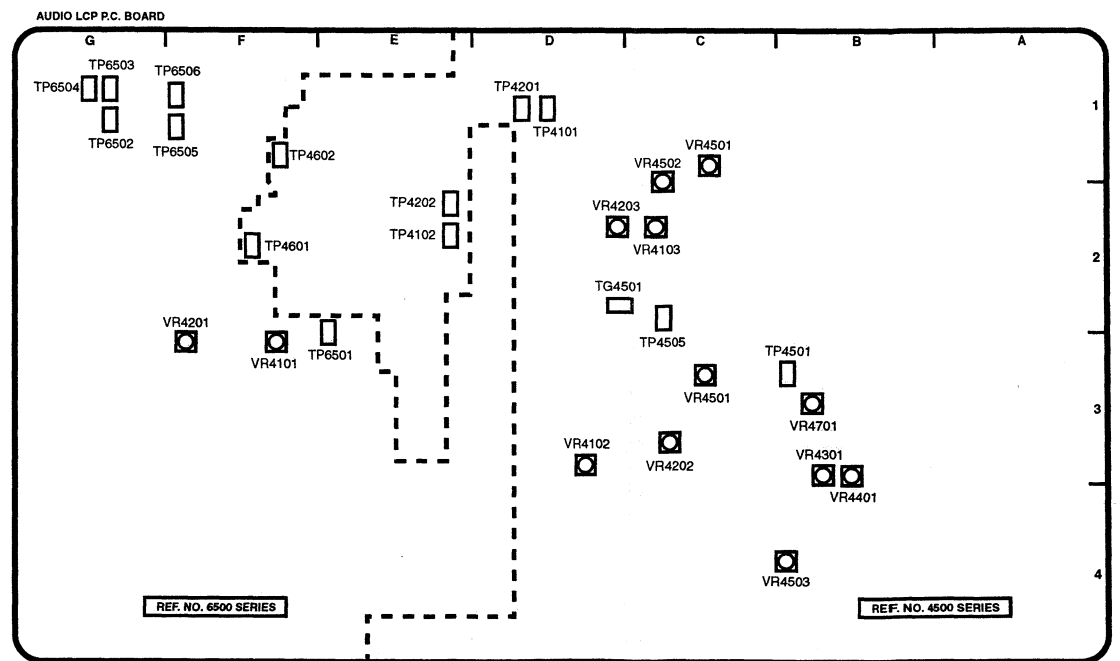 AUDIO LCP P.C. BOARD
G F E D C B A
TP6503
TP6504
TP6506
TP6502
TP6505
TP4201
TP4101
1
TP4602
VR4501
VR4502
TP4202
VR4203
TP4102
TP4601
VR4103
2
TG4501
TP4505
VR4201
VR4101
TP6501
TP4501
VR4501
VR4701
3
VR4102
VR4202
VR4301
VR4401
VR4503
4
REF. NO. 6500 SERIES
REF. NO. 4500 SERIES